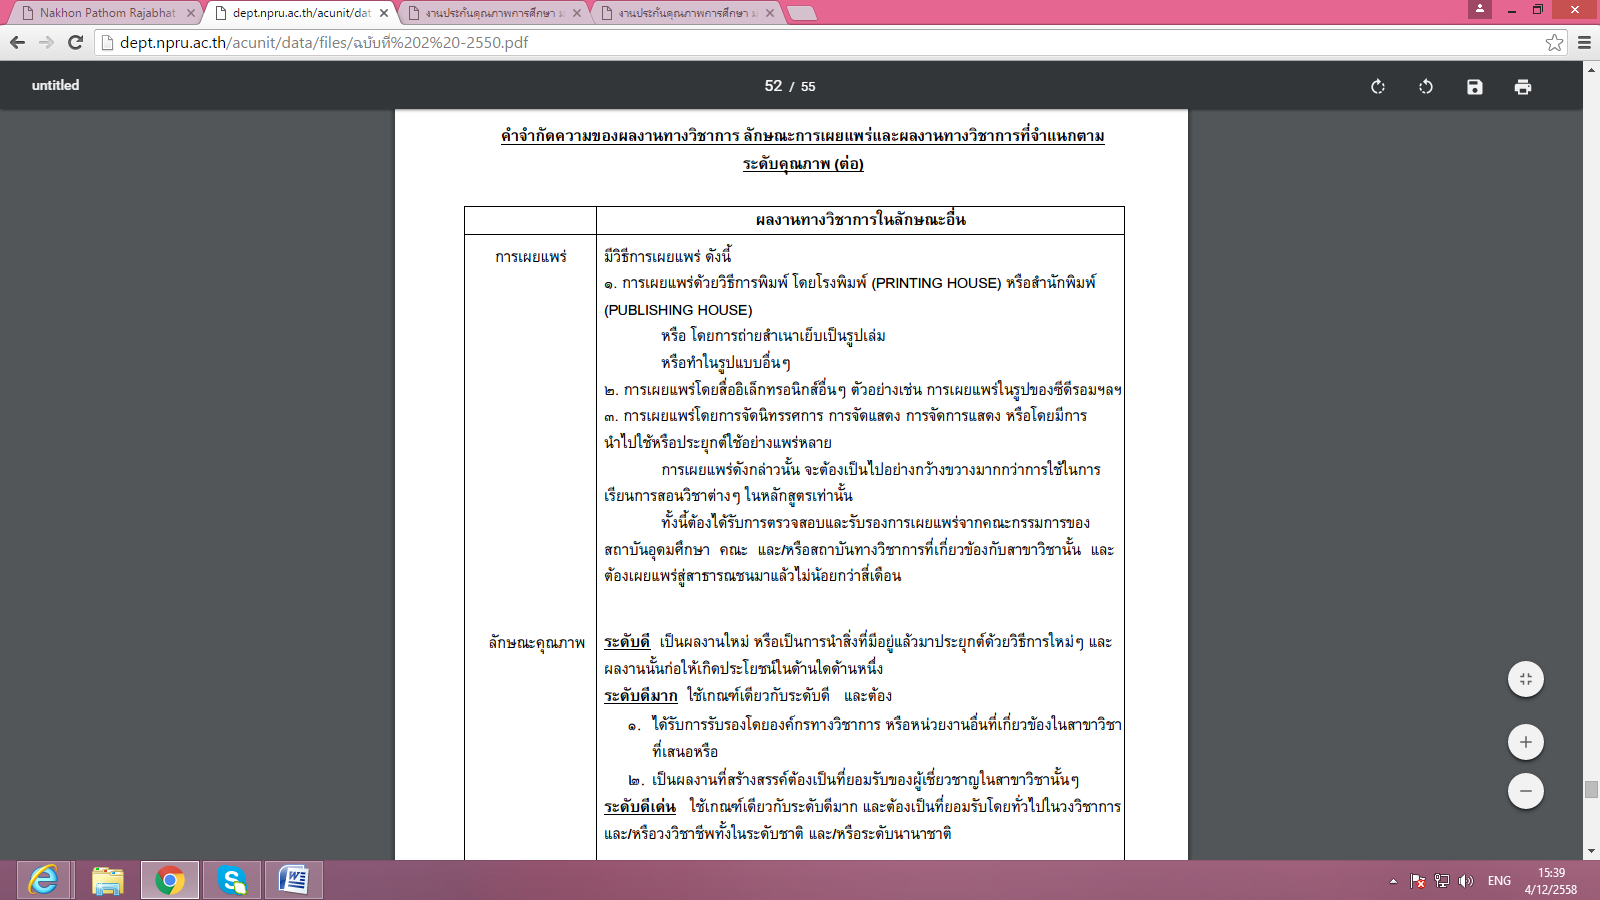 Nakhon Pathom Rajabhat
dept.npru.ac.th/acunit/dat
งานประกันคุณภาพการศึกษา ม
งานประกันคุณภาพการศึกษา ม
dept.npru.ac.th/acunit/data/files/ฉบับที่%202%20-2550.pdf
untitled
52 / 55
คำจำกัดความของผลงานทางวิชาการ ลักษณะการเผยแพร่และผลงานทางวิชาการที่จำแนกตาม
ระดับคุณภาพ (ต่อ)
ผลงานทางวิชาการในลักษณะอื่น
การเผยแพร่
มีวิธีการเผยแพร่ ดังนี้
๑. การเผยแพร่ด้วยวิธีการพิมพ์ โดยโรงพิมพ์ (PRINTING HOUSE) หรือสำนักพิมพ์
(PUBLISHING HOUSE)
หรือ โดยการถ่ายสำเนาเย็บเป็นรูปเล่ม
หรือทำในรูปแบบอื่นๆ
๒. การเผยแพร่โดยสื่ออิเล็กทรอนิกส์อื่นๆ ตัวอย่างเช่น การเผยแพร่ในรูปของซีดีรอมฯลฯ
๓. การเผยแพร่โดยการจัดนิทรรศการ การจัดแสดง การจัดการแสดง หรือโดยมีการ
นำไปใช้หรือประยุกต์ใช้อย่างแพร่หลาย
การเผยแพร่ดังกล่าวนั้น จะต้องเป็นไปอย่างกว้างขวางมากกว่าการใช้ในการ
เรียนการสอนวิชาต่างๆ ในหลักสูตรเท่านั้น
ทั้งนี้ต้องได้รับการตรวจสอบและรับรองการเผยแพร่จากคณะกรรมการของ
สถาบันอุดมศึกษา คณะ และ/หรือสถาบันทางวิชาการที่เกี่ยวข้องกับสาขาวิชานั้น และ
ต้องเผยแพร่สู่สาธารณชนมาแล้วไม่น้อยกว่าสี่เดือน
ลักษณะคุณภาพ
ระดับดี เป็นผลงานใหม่ หรือเป็นการนำสิ่งที่มีอยู่แล้วมาประยุกต์ด้วยวิธีการใหม่ๆ และ
ผลงานนั้นก่อให้เกิดประโยชน์ในด้านใดด้านหนึ่ง
ระดับดีมาก ใช้เกณฑ์เดียวกับระดับดี และต้อง
๑. ได้รับการรับรองโดยองค์กรทางวิชาการ หรือหน่วยงานอื่นที่เกี่ยวข้องในสาขาวิชา
ที่เสนอหรือ
๒. เป็นผลงานที่สร้างสรรค์ต้องเป็นที่ยอมรับของผู้เชี่ยวชาญในสาขาวิชานั้นๆ
ระดับดีเด่น ใช้เกณฑ์เดียวกับระดับดีมาก และต้องเป็นที่ยอมรับโดยทั่วไปในวงวิชาการ
และ/หรือวงวิชาชีพทั้งในระดับชาติ และ/หรือระดับนานาชาติ
ENG
15:39
4/12/2558